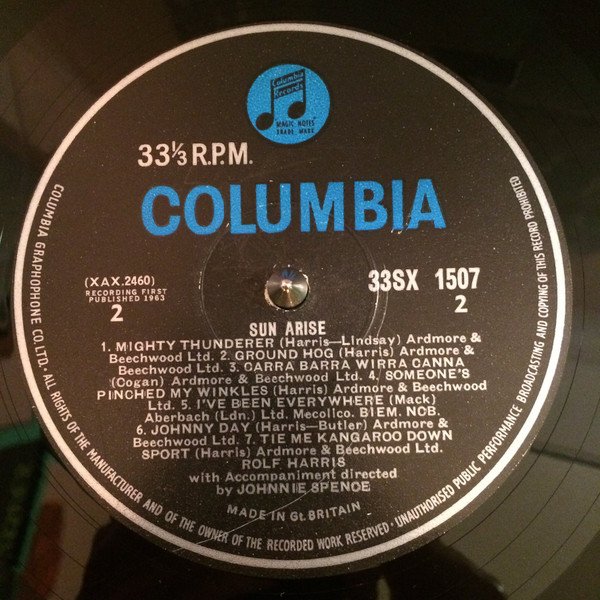 Columbia
Records
MAGIC NOTES
TRADE MARK
33⅓ R.P.M.
COLUMBIA
(XAX.2460)
RECORDING FIRST
PUBLISHED 1963
2
33SX 1507
2
SUN ARISE
1. MIGHTY THUNDERER (Harris—Lindsay) Ardmore &
Beechwood Ltd. 2. GROUND HOG (Harris) Ardmore &
Beechwood Ltd. 3. CARRA BARRA WIRRA CANNA
(Cogan) Ardmore & Beechwood Ltd. 4. SOMEONE'S
PINCHED MY WINKLES (Harris) Ardmore & Beechwood
Ltd. 5. I'VE BEEN EVERYWHERE (Mack)
Aberbach (Ldn.) Ltd. Mecolico. BIEM. NCB.
6. JOHNNY DAY (Harris—Butler) Ardmore &
Beechwood Ltd. 7. TIE ME KANGAROO DOWN
SPORT (Harris) Ardmore & Beechwood Ltd.
ROLF HARRIS
with Accompaniment directed
by JOHNNIE SPENCE
MADE IN Gt. BRITAIN
COLUMBIA GRAPHOPHONE CO. LTD. · ALL RIGHTS OF THE MANUFACTURER AND OF THE OWNER OF THE RECORDED WORK RESERVED · UNAUTHORISED PUBLIC PERFORMANCE BROADCASTING AND COPYING OF THIS RECORD PROHIBITED